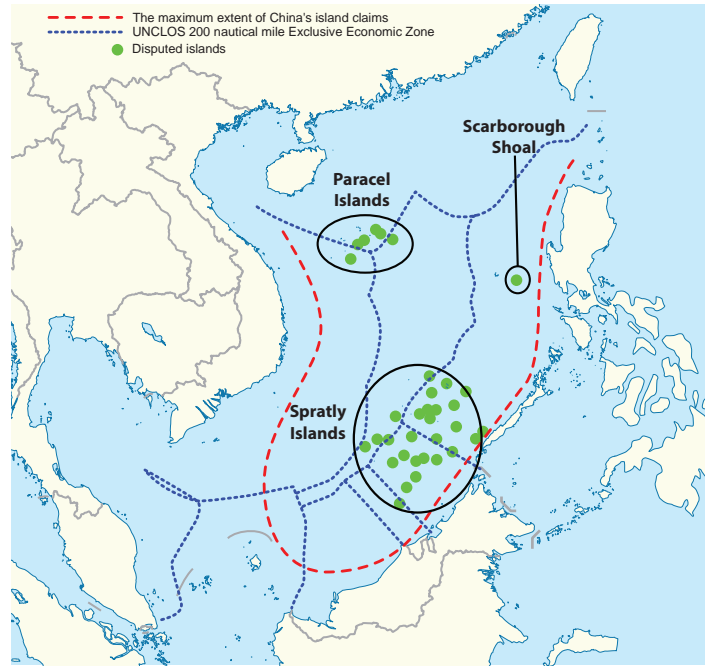 The maximum extent of China's island claims
UNCLOS 200 nautical mile Exclusive Economic Zone
Disputed islands
Scarborough
Shoal
Paracel
Islands
Spratly
Islands